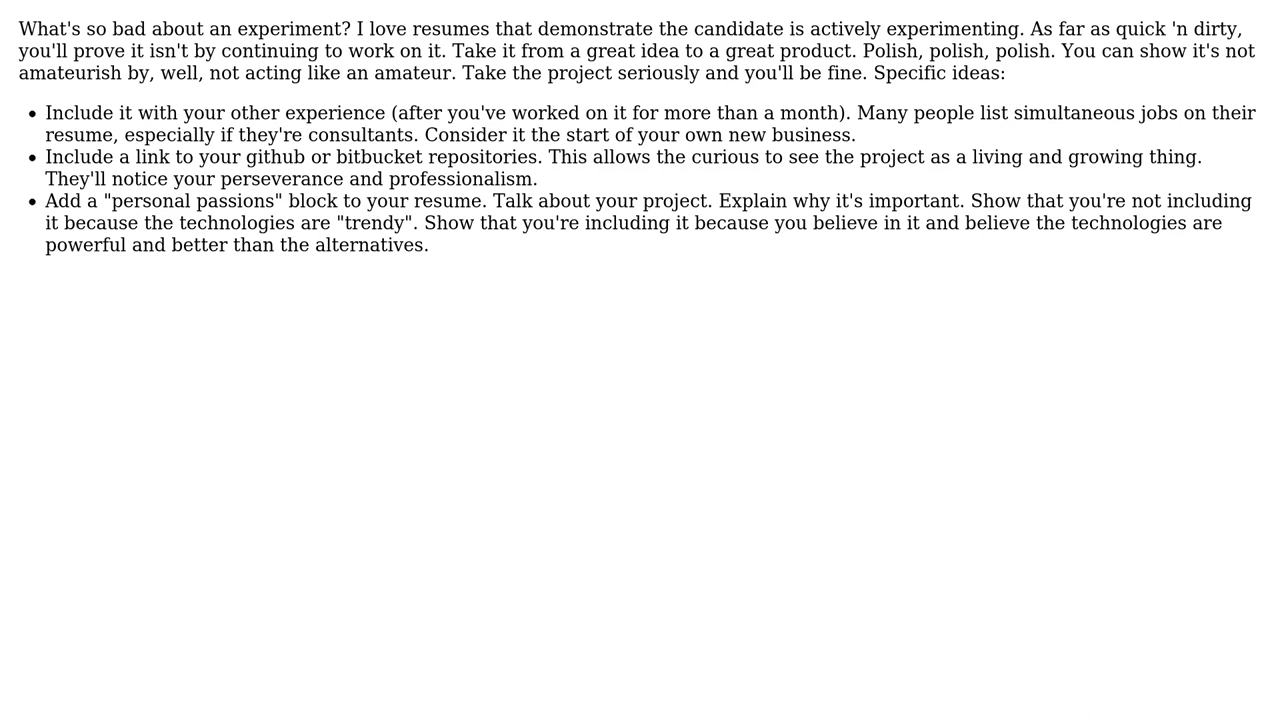 What's so bad about an experiment? I love resumes that demonstrate the candidate is actively experimenting. As far as quick 'n dirty,
you'll prove it isn't by continuing to work on it. Take it from a great idea to a great product. Polish, polish, polish. You can show it's not
amateurish by, well, not acting like an amateur. Take the project seriously and you'll be fine. Specific ideas:
• Include it with your other experience (after you've worked on it for more than a month). Many people list simultaneous jobs on their
resume, especially if they're consultants. Consider it the start of your own new business.
• Include a link to your github or bitbucket repositories. This allows the curious to see the project as a living and growing thing.
They'll notice your perseverance and professionalism.
• Add a "personal passions" block to your resume. Talk about your project. Explain why it's important. Show that you're not including
it because the technologies are "trendy". Show that you're including it because you believe in it and believe the technologies are
powerful and better than the alternatives.